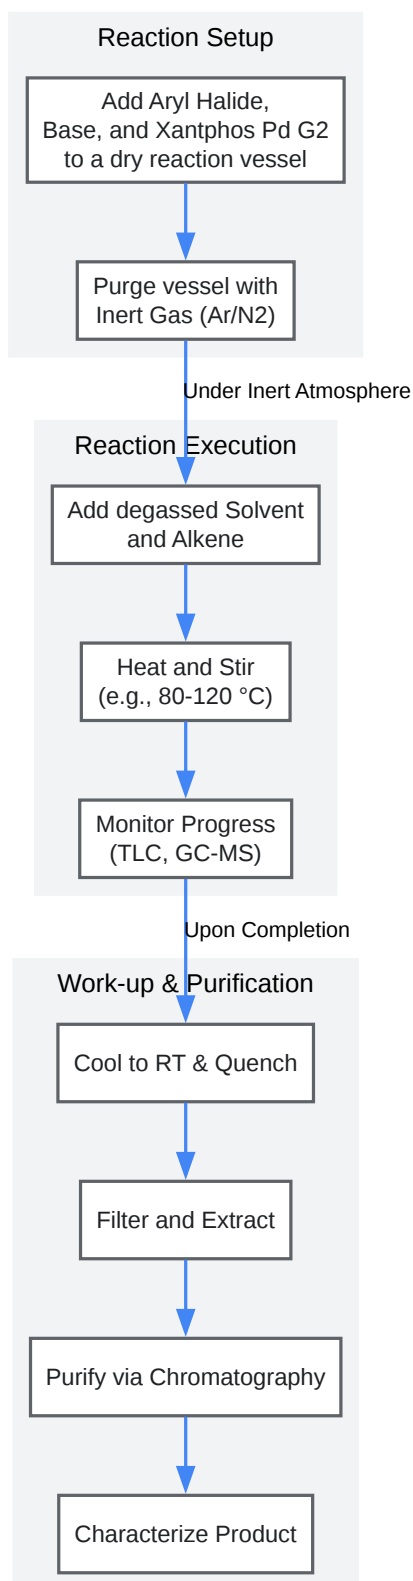 Reaction Setup
Add Aryl Halide,
Base, and Xantphos Pd G2
to a dry reaction vessel
Purge vessel with
Inert Gas (Ar/N2)
Under Inert Atmosphere
Reaction Execution
Add degassed Solvent
and Alkene
Heat and Stir
(e.g., 80-120 °C)
Monitor Progress
(TLC, GC-MS)
Upon Completion
Work-up & Purification
Cool to RT & Quench
Filter and Extract
Purify via Chromatography
Characterize Product